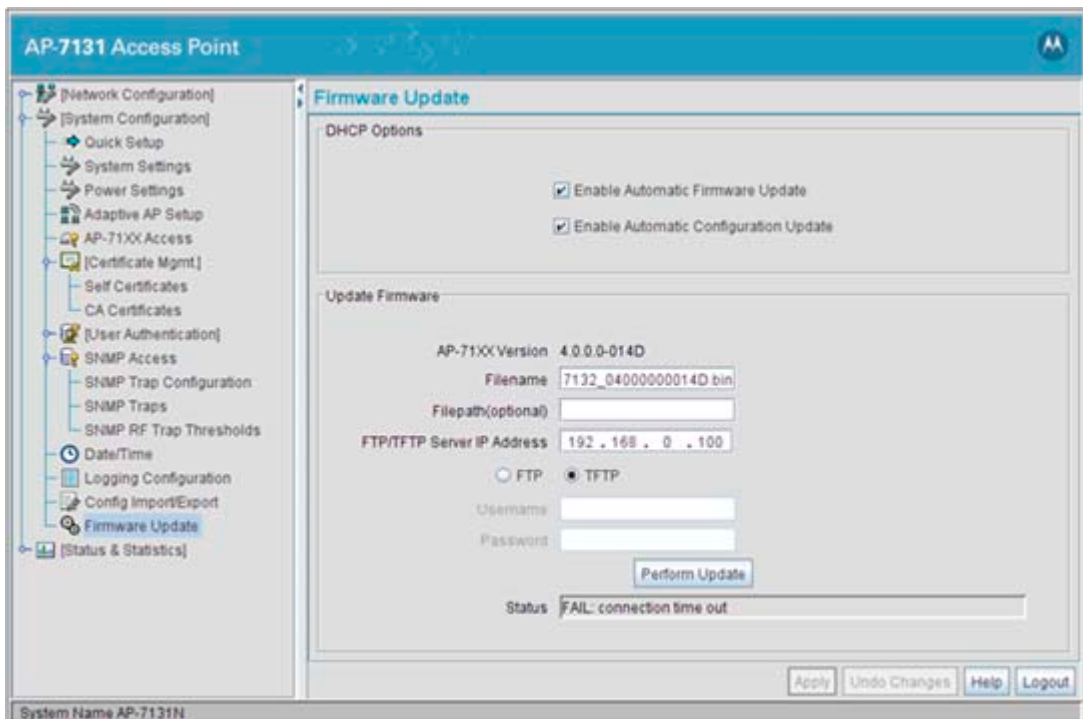 AP-7131 Access Point
[Network Configuration]
[System Configuration]
Quick Setup
System Settings
Power Settings
Adaptive AP Setup
AP-71XX Access
[Certificate Mgmt.]
Self Certificates
CA Certificates
[User Authentication]
SNMP Access
SNMP Trap Configuration
SNMP Traps
SNMP RF Trap Thresholds
Date/Time
Logging Configuration
Config Import/Export
Firmware Update
[Status & Statistics]
Firmware Update
DHCP Options
Enable Automatic Firmware Update
Enable Automatic Configuration Update
Update Firmware
AP-71XX Version 4.0.0.0-014D
Filename 7132_04000000014D.bin
Filepath(optional)
FTP/TFTP Server IP Address 192 . 168 . 0 . 100
FTP TFTP
Username
Password
Perform Update
Status FAIL: connection time out
Apply Undo Changes Help Logout
System Name AP-7131N